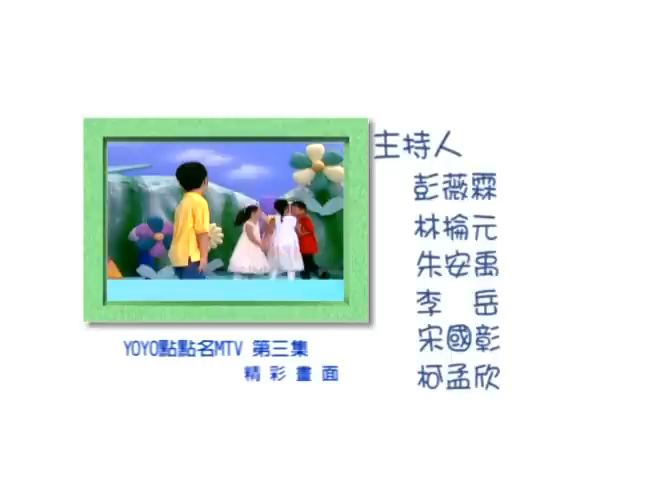 主持人
彭薇霖
林掄元
朱安禹
李　岳
宋國彰
柯孟欣
YOYO點點名MTV 第三集
精 彩 畫 面